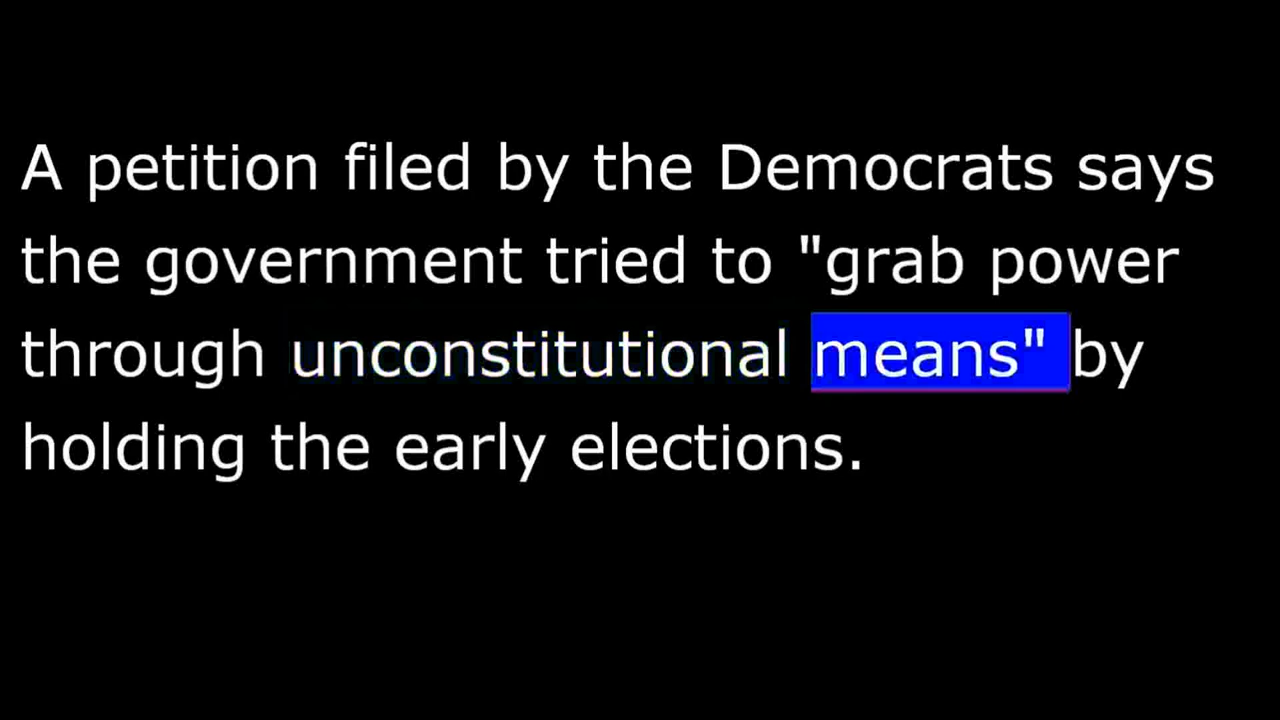 A petition filed by the Democrats says
the government tried to "grab power
through unconstitutional means" by
holding the early elections.